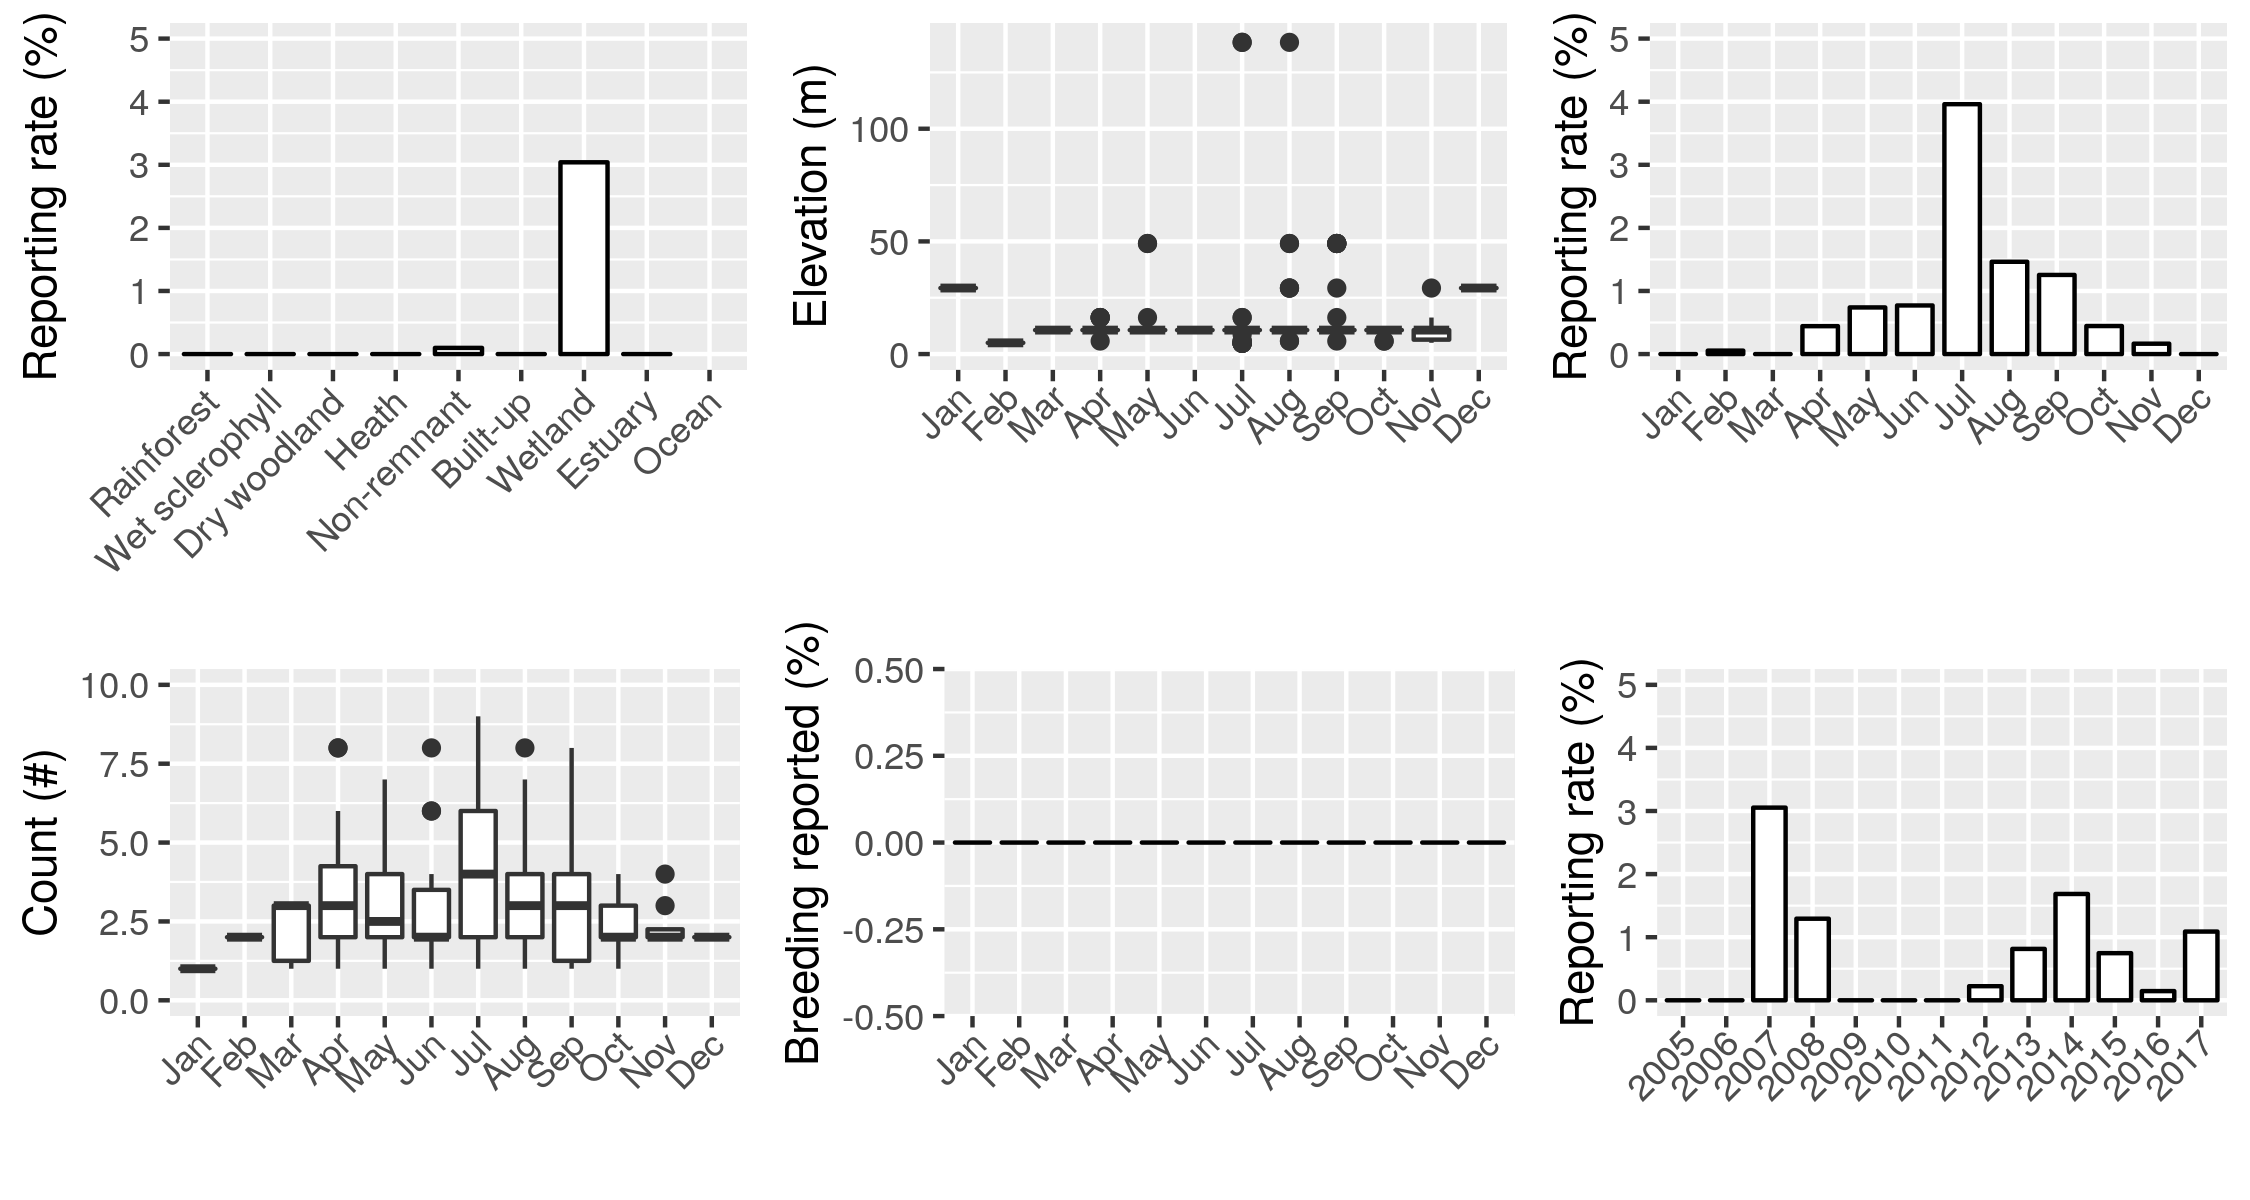 Reporting rate (%)
5
4
3
2
1
0
Rainforest
Wet sclerophyll
Dry woodland
Heath
Non-remnant
Built-up
Wetland
Estuary
Ocean
Elevation (m)
100
50
0
Jan
Feb
Mar
Apr
May
Jun
Jul
Aug
Sep
Oct
Nov
Dec
Reporting rate (%)
5
4
3
2
1
0
Jan
Feb
Mar
Apr
May
Jun
Jul
Aug
Sep
Oct
Nov
Dec
Count (#)
10.0
7.5
5.0
2.5
0.0
Jan
Feb
Mar
Apr
May
Jun
Jul
Aug
Sep
Oct
Nov
Dec
Breeding reported (%)
0.50
0.25
0.00
-0.25
-0.50
Jan
Feb
Mar
Apr
May
Jun
Jul
Aug
Sep
Oct
Nov
Dec
Reporting rate (%)
5
4
3
2
1
0
2005
2006
2007
2008
2009
2010
2011
2012
2013
2014
2015
2016
2017